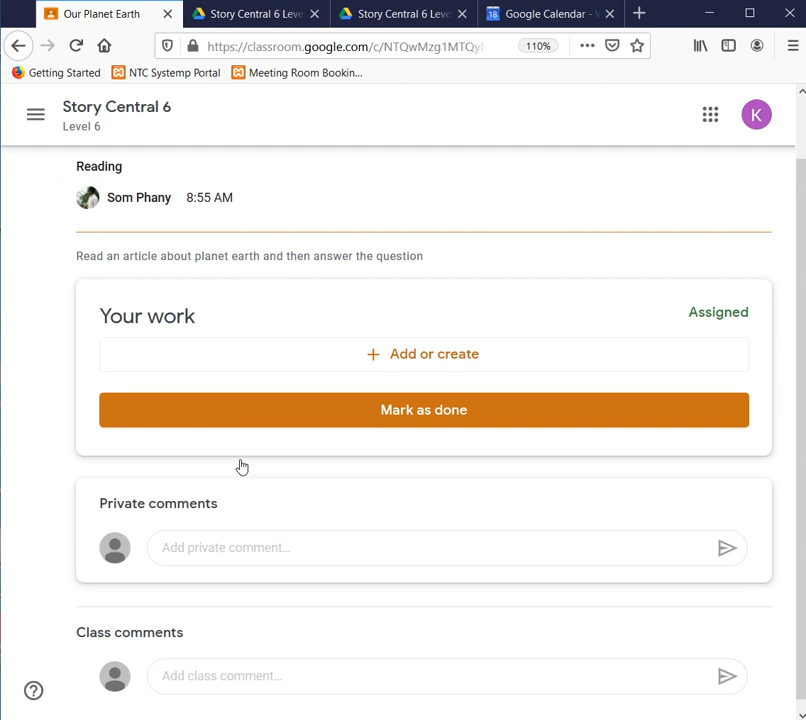 Our Planet Earth
Story Central 6 Leve
Story Central 6 Leve
18 Google Calendar - W
https://classroom.google.com/c/NTQwMzg1MTQy
110%
Getting Started
NTC Systemp Portal
Meeting Room Bookin...
Story Central 6
Level 6
K
Reading
Som Phany 8:55 AM
Read an article about planet earth and then answer the question
Your work
Assigned
+ Add or create
Mark as done
Private comments
Add private comment...
Class comments
Add class comment...